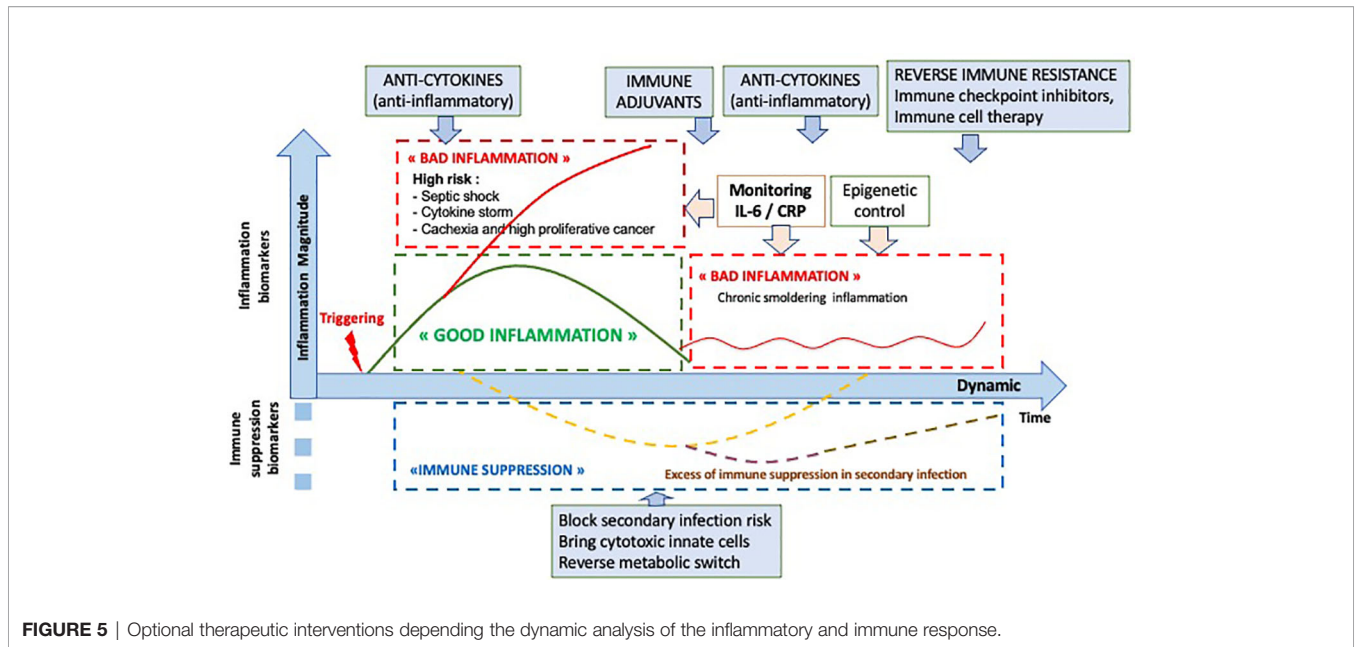 ANTI-CYTOKINES
(anti-inflammatory)
IMMUNE
ADJUVANTS
ANTI-CYTOKINES
(anti-inflammatory)
REVERSE IMMUNE RESISTANCE
Immune checkpoint inhibitors,
Immune cell therapy
« BAD INFLAMMATION »
High risk :
- Septic shock
- Cytokine storm
- Cachexia and high proliferative cancer
Monitoring
IL-6 / CRP
Epigenetic
control
Inflammation
biomarkers
Inflammation Magnitude
Triggering
« GOOD INFLAMMATION »
« BAD INFLAMMATION »
Chronic smoldering inflammation
Dynamic
Time
Immune
suppression
biomarkers
«IMMUNE SUPPRESSION »
Excess of immune suppression in secondary infection
Block secondary infection risk
Bring cytotoxic innate cells
Reverse metabolic switch
FIGURE 5 | Optional therapeutic interventions depending the dynamic analysis of the inflammatory and immune response.